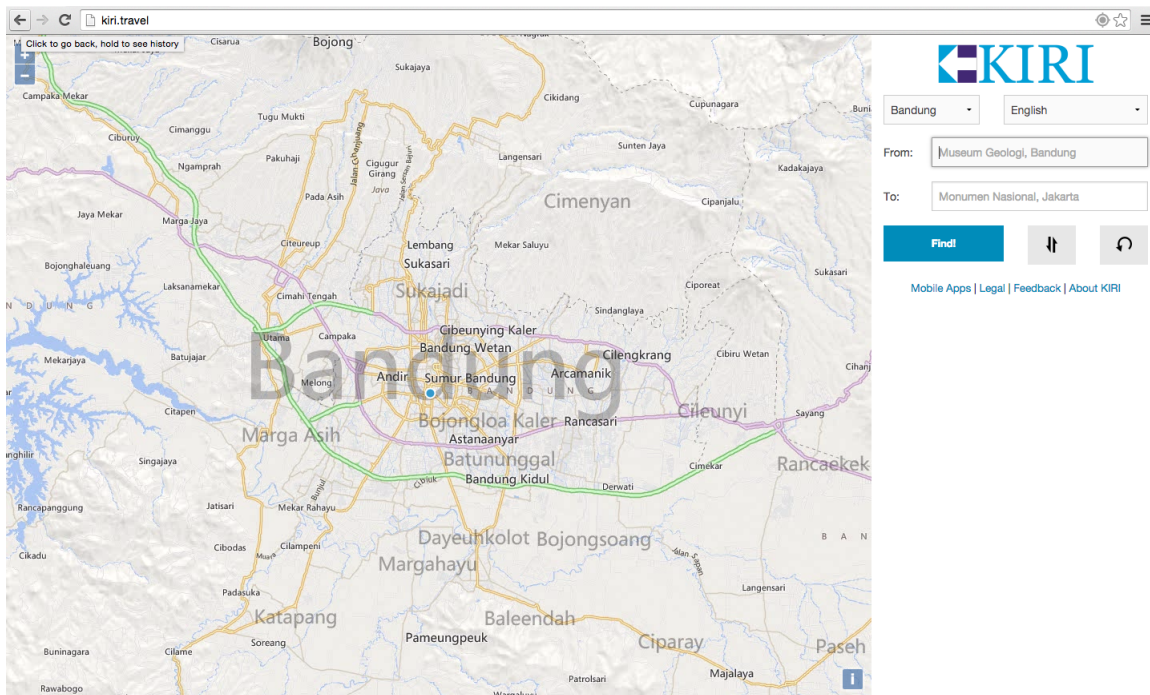 kiri.travel
Click to go back, hold to see history
Cisarua
Bojong
Sukajaya
Campaka Mekar
Cikidang
Cupunagara
Tugu Mukti
Cimanggu
Ciburuy
Pakuhaji
Jalan Cihanjuang
Sunten Jaya
Langensari
Ngamprah
Cigugur
Girang
Java
Kadakajaya
Pada Asih
Cimenyan
Cipanjalu
Jaya Mekar
Marga Jaya
Citeureup
Lembang
Mekar Saluyu
Sukasari
Bojonghaleuang
Sukasari
Laksanamekar
Cimahi Tengah
Sukajadi
Ciporeat
N D U N G
Sindanglaya
Cibeunying Kaler
Utama
Campaka
Bandung Wetan
Mekarjaya
Batujajar
Bandung
Cilengkrang
Cibiru Wetan
Andir
Sumur Bandung
Arcamanik
Melong
B A N D U N G
Citapen
Bojongloa Kaler
Rancasari
Cileunyi
Sayang
Marga Asih
Astanaanyar
Singajaya
Batununggal
Cimekar
Rancaekek
Bandung Kidul
Derwati
Rancapanggung
Jatisari
Mekar Rahayu
Cikadu
Cibodas
Cilampeni
Dayeuhkolot
Bojongsoang
B A N
Margahayu
Jalan Sapan
Langensari
Padasuka
Katapang
Baleendah
Soreang
Pameungpeuk
Ciparay
Paseh
Buninagara
Cilame
Majalaya
Patrolsari
Rawabogo
KIRI
Bandung
English
From:
Museum Geologi, Bandung
To:
Monumen Nasional, Jakarta
Find!
Mobile Apps | Legal | Feedback | About KIRI